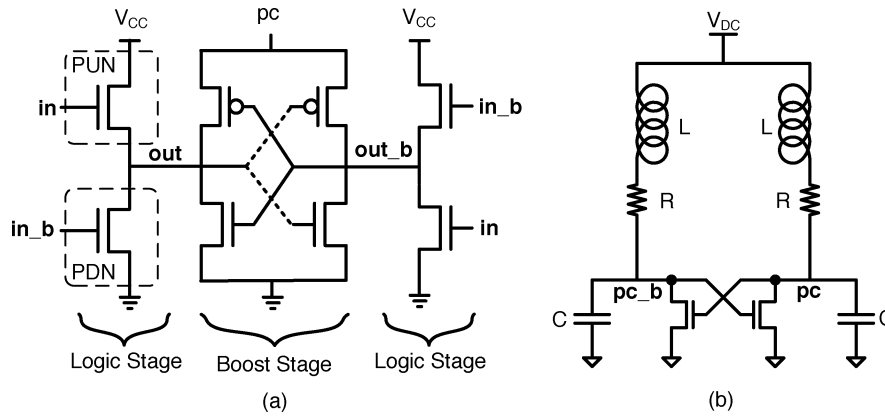 V_CC
pc
V_CC
V_DC
PUN
in
in_b
L
L
out
out_b
R
R
in_b
in
PDN
pc_b
pc
C
C
Logic Stage
Boost Stage
Logic Stage
(a)
(b)